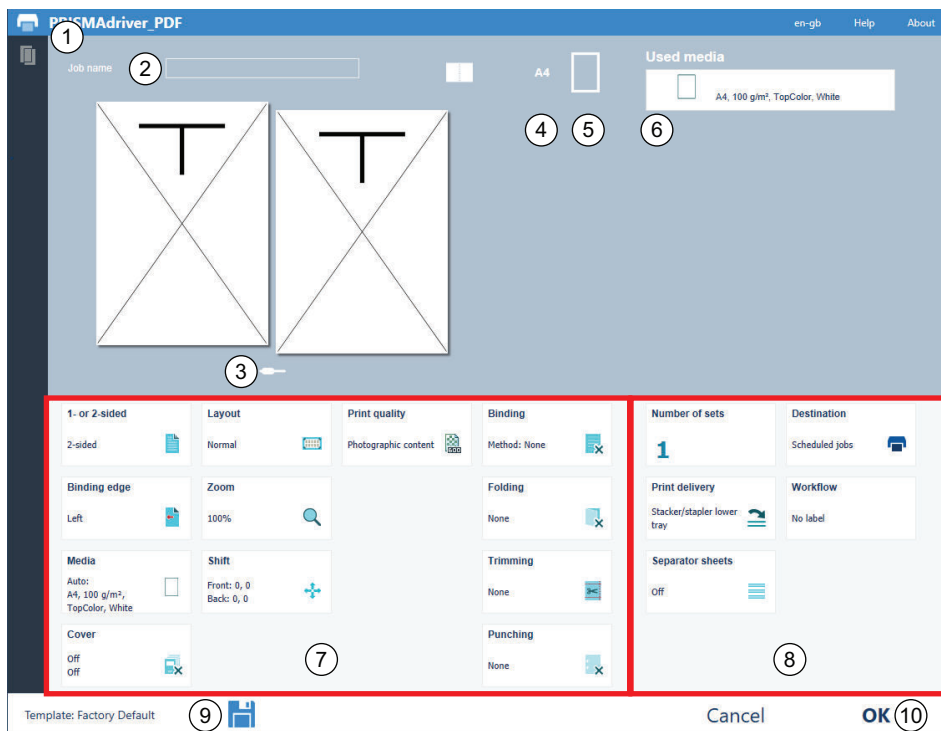 PRISMAdriver_PDF
en-gb Help About
1
Job name
2
A4
Used media
A4, 100 g/m², TopColor, White
4
5
6
T
T
3
1- or 2-sided
2-sided
Layout
Normal
Print quality
Photographic content
600
Binding
Method: None
Number of sets
1
Destination
Scheduled jobs
Binding edge
Left
Zoom
100%
Folding
None
Print delivery
Stacker/stapler lower
tray
Workflow
No label
Media
Auto:
A4, 100 g/m²,
TopColor, White
Shift
Front: 0, 0
Back: 0, 0
Trimming
None
Separator sheets
Off
Cover
Off
Off
7
Punching
None
8
Template: Factory Default
9
Cancel
OK
10